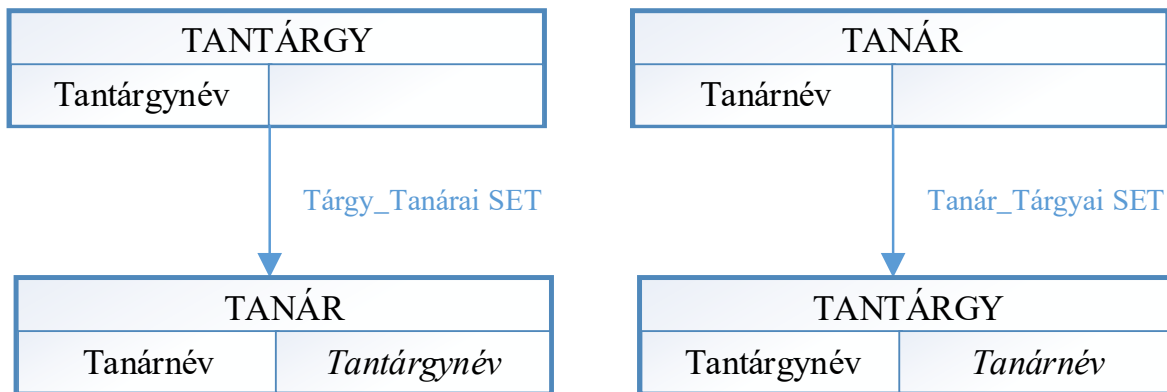 TANTÁRGY
Tantárgynév
Tárgy_Tanárai SET
TANÁR
Tanárnév Tantárgynév
TANÁR
Tanárnév
Tanár_Tárgyai SET
TANTÁRGY
Tantárgynév Tanárnév